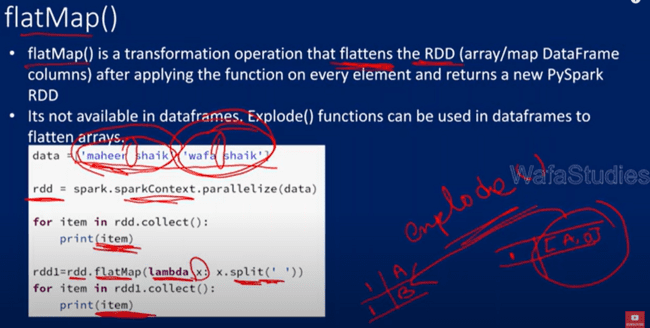 flatMap()
• flatMap() is a transformation operation that flattens the RDD (array/map DataFrame
columns) after applying the function on every element and returns a new PySpark
RDD
• Its not available in dataframes. Explode() functions can be used in dataframes to
flatten arrays.
data = ['maheer shaik', 'wafa shaik']
rdd = spark.sparkContext.parallelize(data)
for item in rdd.collect():
print(item)
rdd1=rdd.flatMap(lambda x: x.split(' '))
for item in rdd1.collect():
print(item)
WafaStudies
explode()
1 [A, B]
1 A
1 B